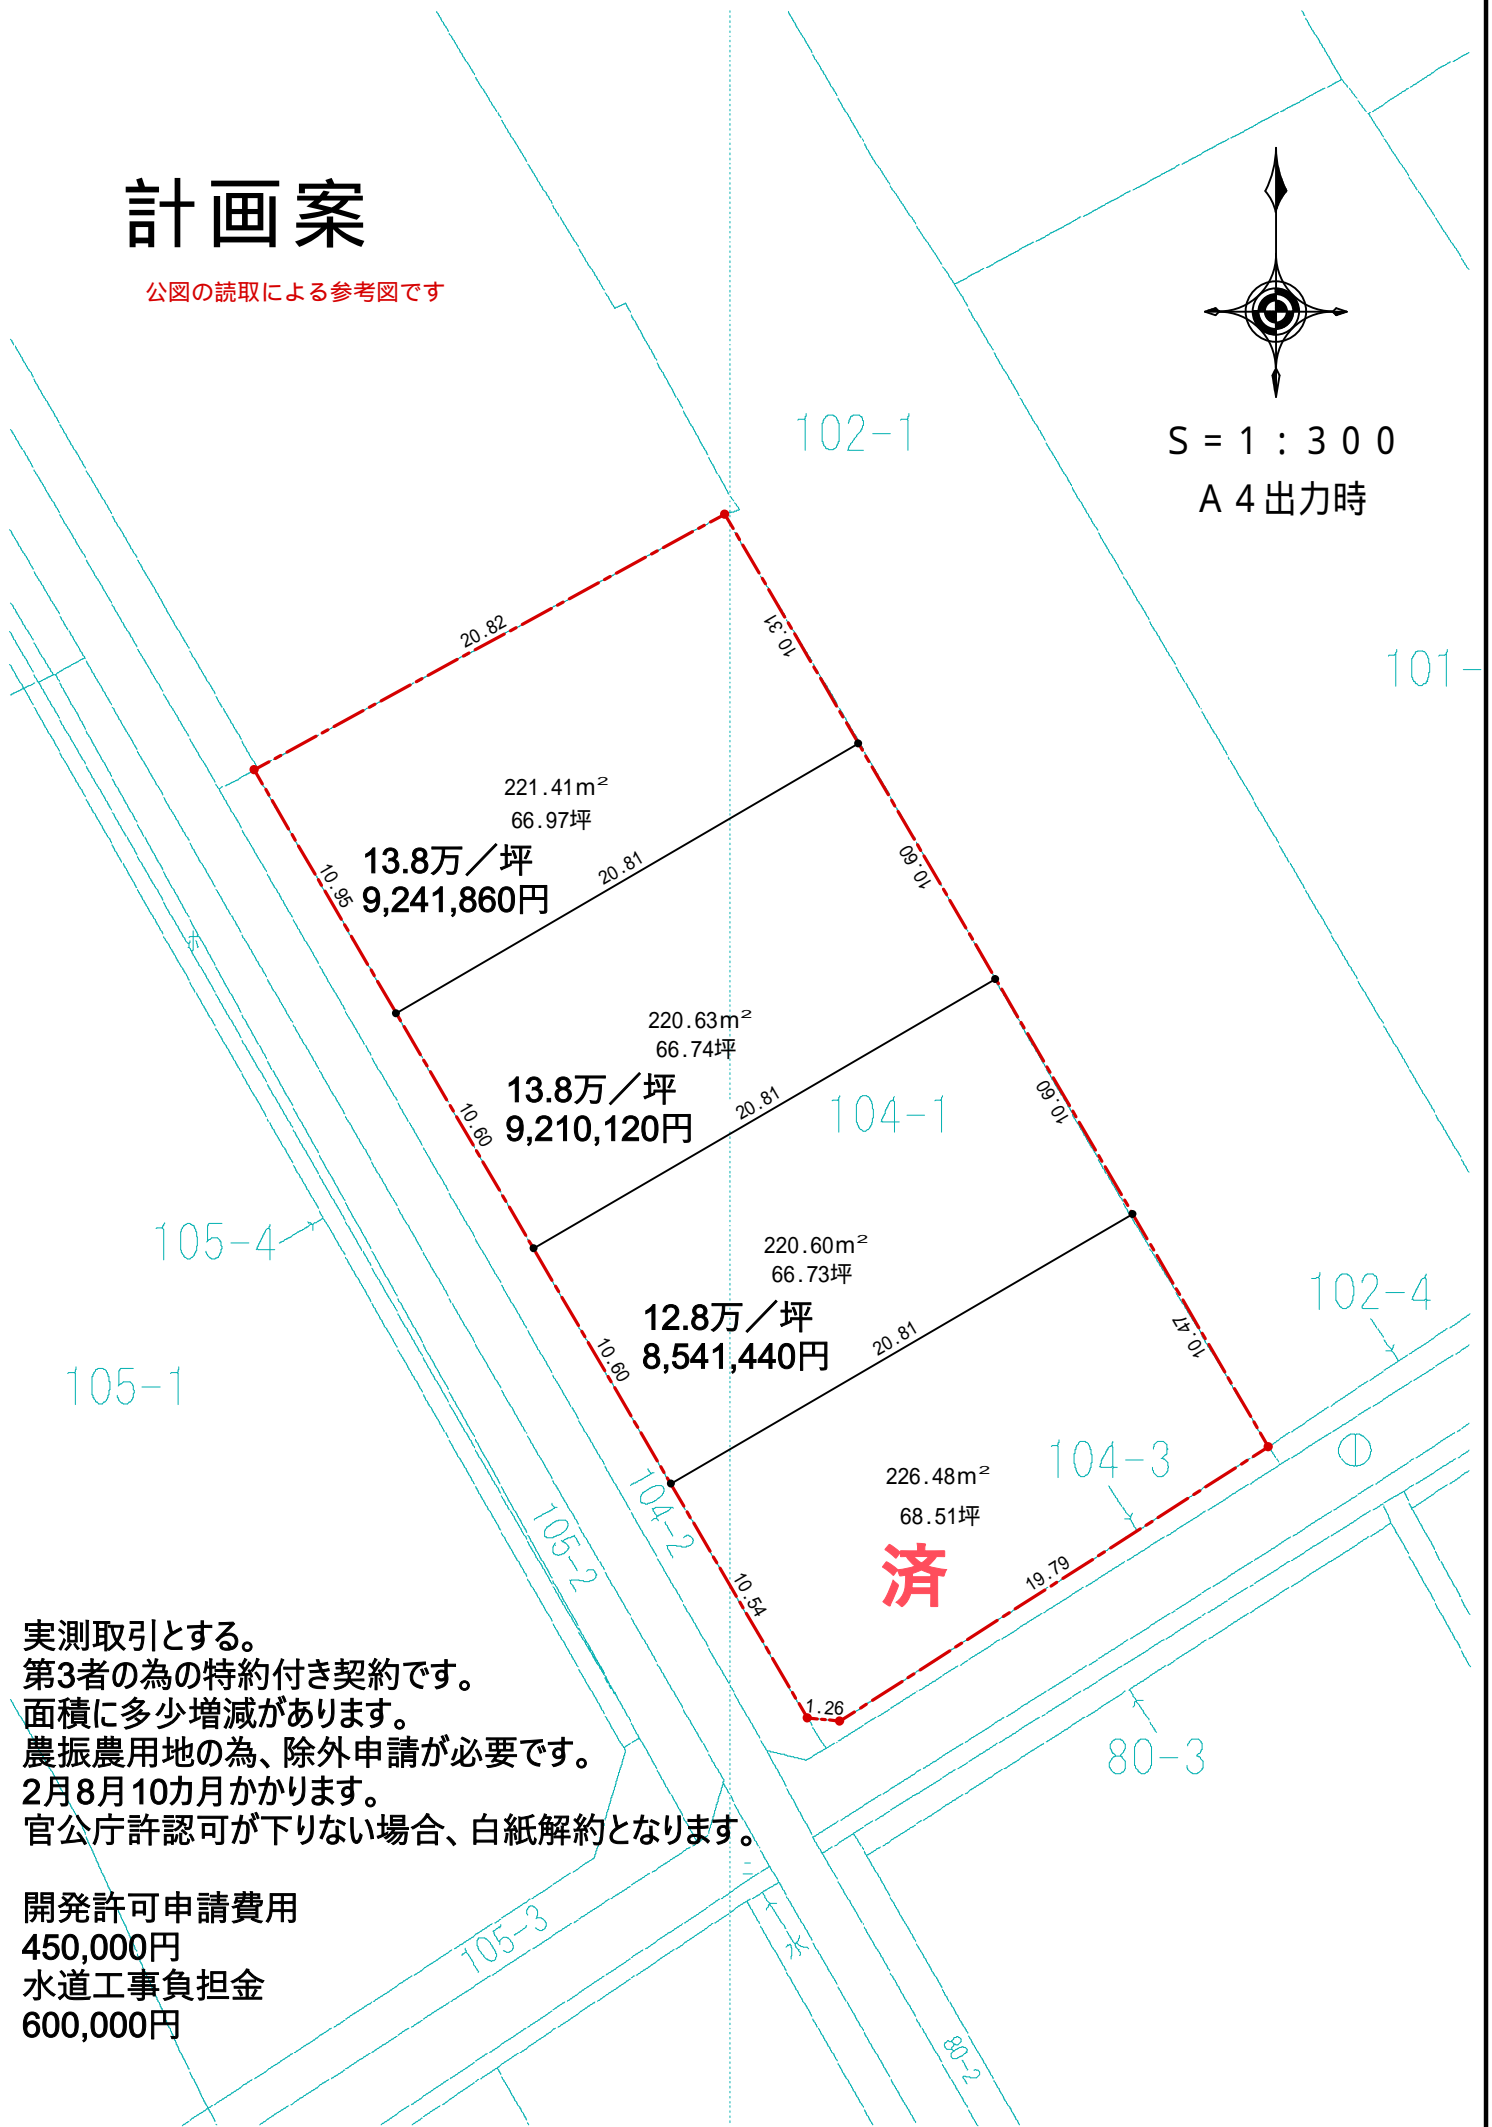 計画案
公図の読取による参考図です
S=1:300
A4出力時
102-1
101-
20.82
10.31
221.41m²
66.97坪
13.8万／坪
9,241,860円
10.95
20.81
10.60
ホ
220.63m²
66.74坪
13.8万／坪
9,210,120円
10.60
20.81
104-1
10.60
105-4
220.60m²
66.73坪
12.8万／坪
8,541,440円
10.60
20.81
10.47
102-4
105-1
104-2
105-2
226.48m²
68.51坪
済
104-3
10.54
19.79
1.26
80-3
実測取引とする。
第3者の為の特約付き契約です。
面積に多少増減があります。
農振農用地の為、除外申請が必要です。
2月8月10カ月かかります。
官公庁許認可が下りない場合、白紙解約となります。
ニ
開発許可申請費用
450,000円
水道工事負担金
600,000円
105-3
水
80-2